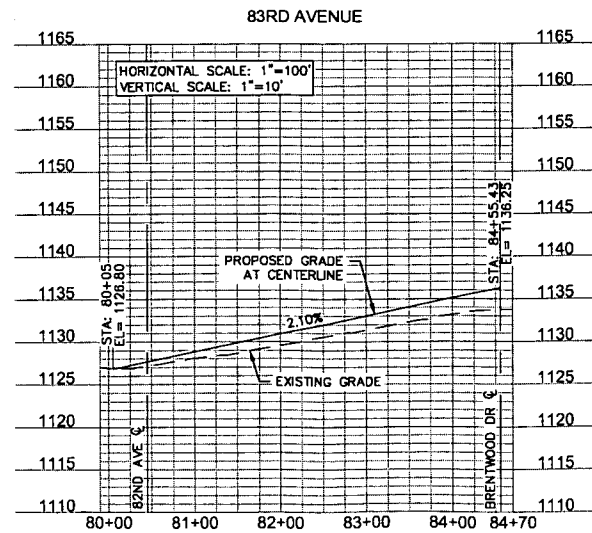 83RD AVENUE
HORIZONTAL SCALE: 1"=100'
VERTICAL SCALE: 1"=10'
1165 1165
1160 1160
1155 1155
1150 1150
1145 1145
1140 1140
1135 1135
1130 1130
1125 1125
1120 1120
1115 1115
1110 1110
STA: 80+05
EL= 1126.80
82ND AVE ℄
PROPOSED GRADE
AT CENTERLINE
2.10%
EXISTING GRADE
STA: 84+55.43
EL= 1136.25
BRENTWOOD DR ℄
80+00 81+00 82+00 83+00 84+00 84+70